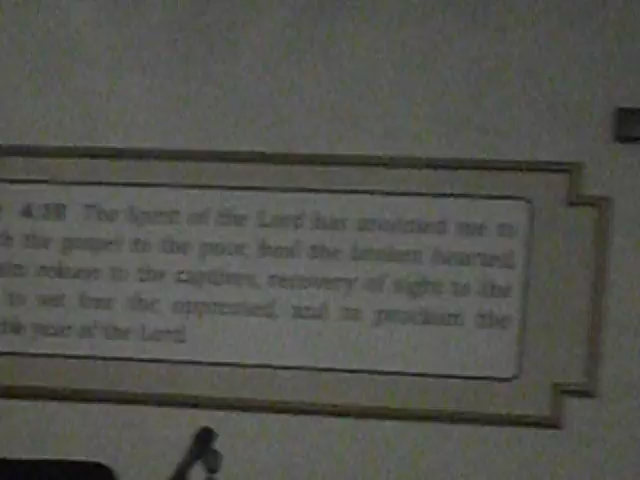 4:18 The Spirit of the Lord has anointed me to
the gospel to the poor, heal the broken hearted,
release to the captives, recovery of sight to the
to set free the oppressed, and to proclaim the
year of the Lord